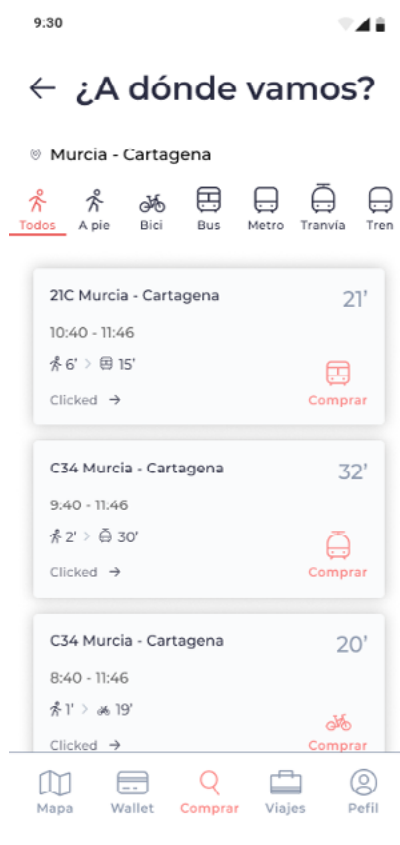 9:30
¿A dónde vamos?
Murcia - Cartagena
Todos A pie Bici Bus Metro Tranvía Tren
21C Murcia - Cartagena 21'
10:40 - 11:46
6' > 15'
Clicked → Comprar
C34 Murcia - Cartagena 32'
9:40 - 11:46
2' > 30'
Clicked → Comprar
C34 Murcia - Cartagena 20'
8:40 - 11:46
1' > 19'
Clicked → Comprar
Mapa Wallet Comprar Viajes Pefil